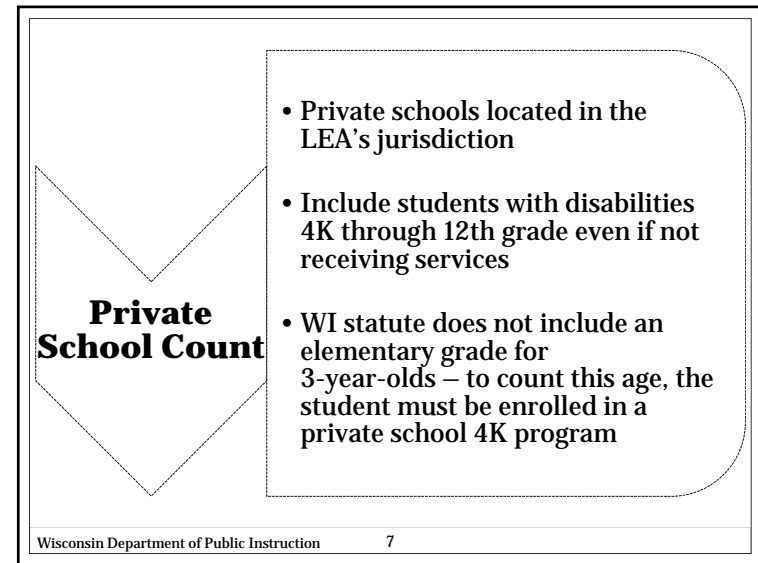 Private
School Count
• Private schools located in the
LEA’s jurisdiction
• Include students with disabilities
4K through 12th grade even if not
receiving services
• WI statute does not include an
elementary grade for
3-year-olds – to count this age, the
student must be enrolled in a
private school 4K program
Wisconsin Department of Public Instruction 7